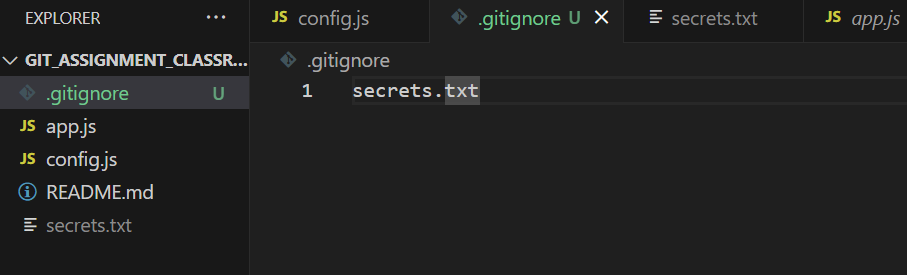 EXPLORER ...
GIT_ASSIGNMENT_CLASSR...
.gitignore U
JS app.js
JS config.js
README.md
secrets.txt
JS config.js .gitignore U secrets.txt JS app.js
.gitignore
1 secrets.txt